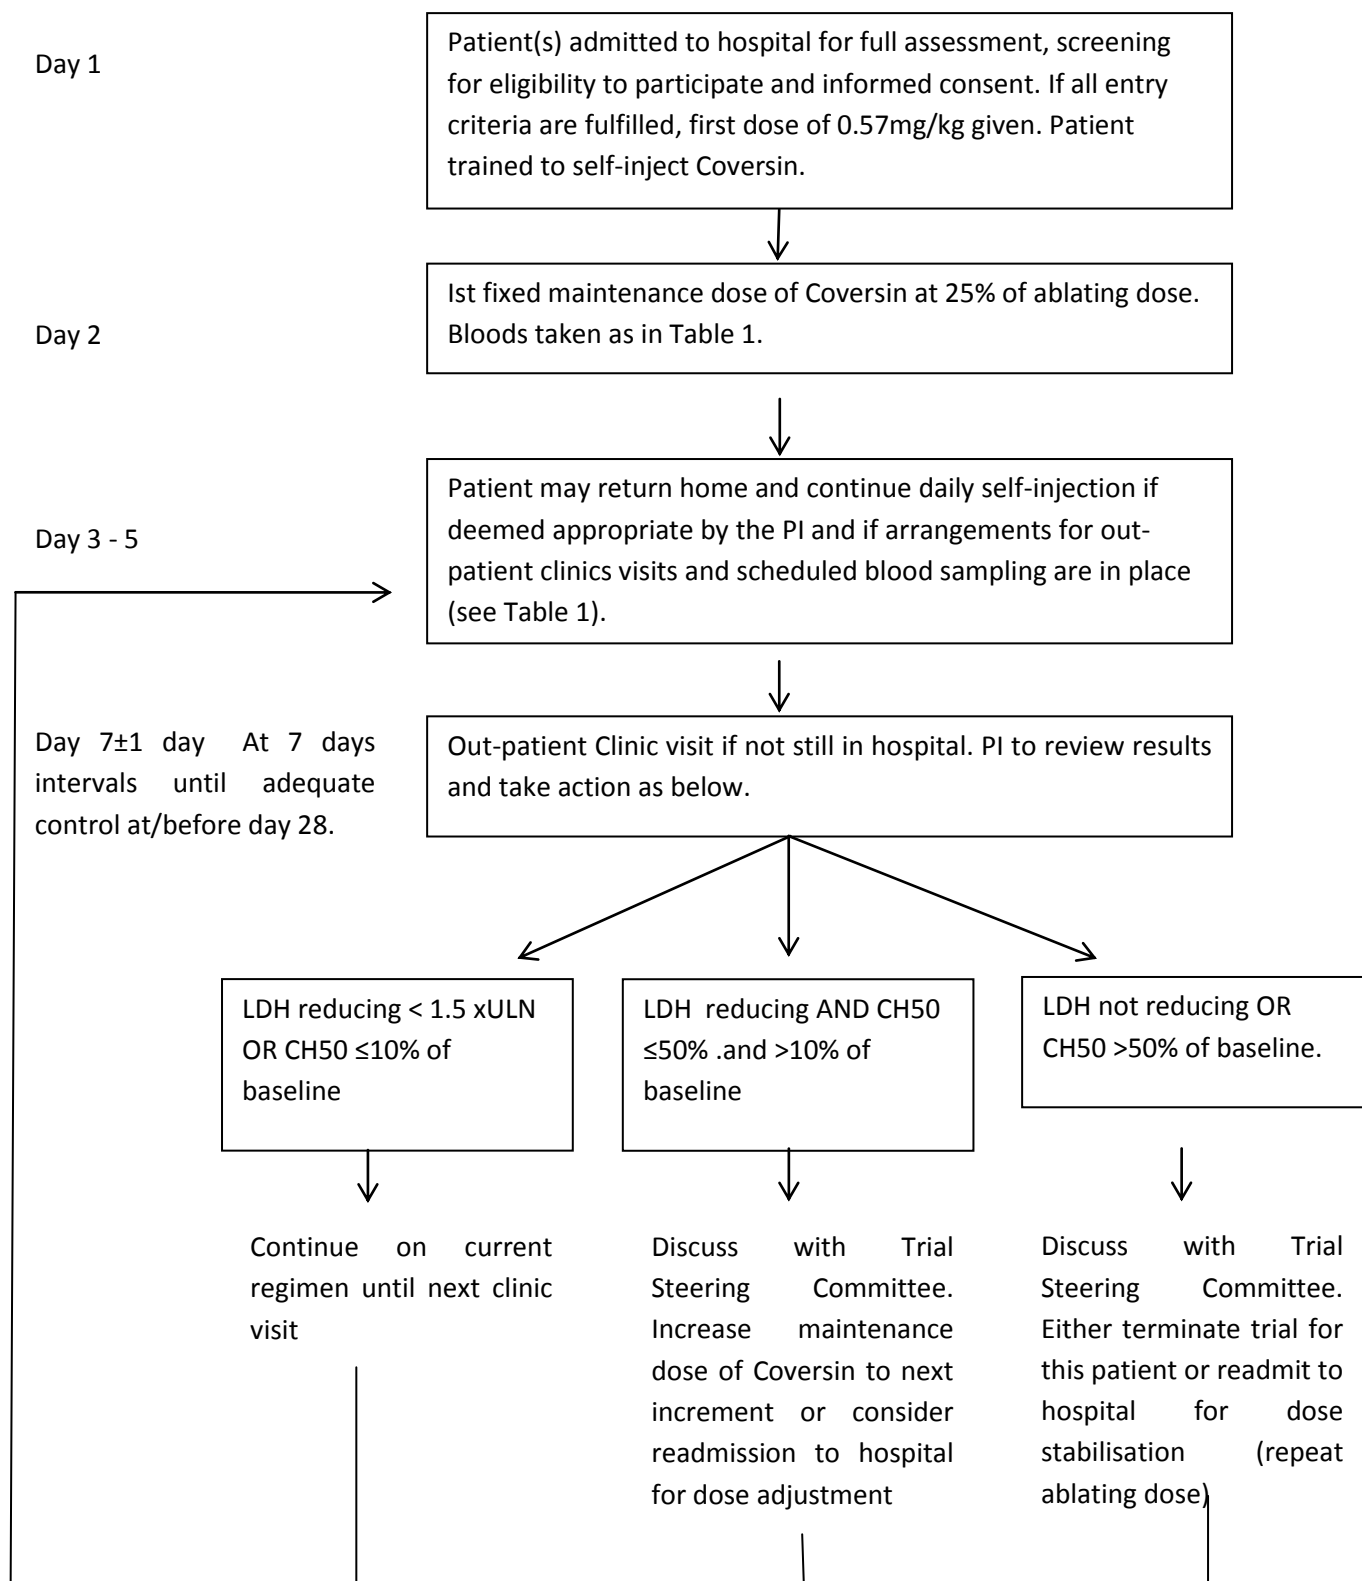 Day 1
Patient(s) admitted to hospital for full assessment, screening
for eligibility to participate and informed consent. If all entry
criteria are fulfilled, first dose of 0.57mg/kg given. Patient
trained to self-inject Coversin.
Day 2
Ist fixed maintenance dose of Coversin at 25% of ablating dose.
Bloods taken as in Table 1.
Day 3 - 5
Patient may return home and continue daily self-injection if
deemed appropriate by the PI and if arrangements for out-
patient clinics visits and scheduled blood sampling are in place
(see Table 1).
Day 7±1 day At 7 days
intervals until adequate
control at/before day 28.
Out-patient Clinic visit if not still in hospital. PI to review results
and take action as below.
LDH reducing < 1.5 xULN
OR CH50 ≤10% of
baseline
LDH reducing AND CH50
≤50% .and >10% of
baseline
LDH not reducing OR
CH50 >50% of baseline.
Continue on current
regimen until next clinic
visit
Discuss with Trial
Steering Committee.
Increase maintenance
dose of Coversin to next
increment or consider
readmission to hospital
for dose adjustment
Discuss with Trial
Steering Committee.
Either terminate trial for
this patient or readmit to
hospital for dose
stabilisation (repeat
ablating dose)